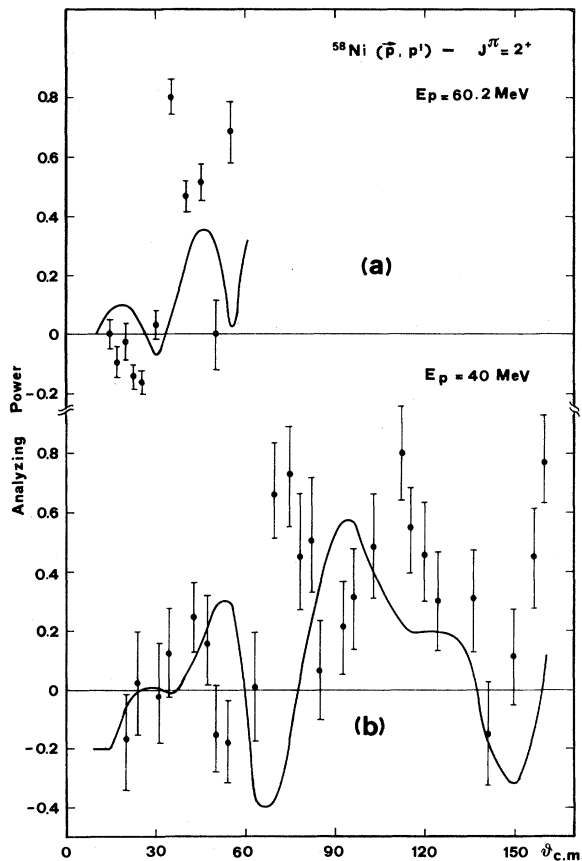 ⁵⁸Ni (p⃗, p') – J^π = 2⁺
Ep = 60.2 MeV
0.8
0.6
0.4
0.2
0
−0.2
(a)
Ep = 40 MeV
Analyzing Power
0.8
0.6
0.4
0.2
0
−0.2
−0.4
(b)
0 30 60 90 120 150 ϑc.m